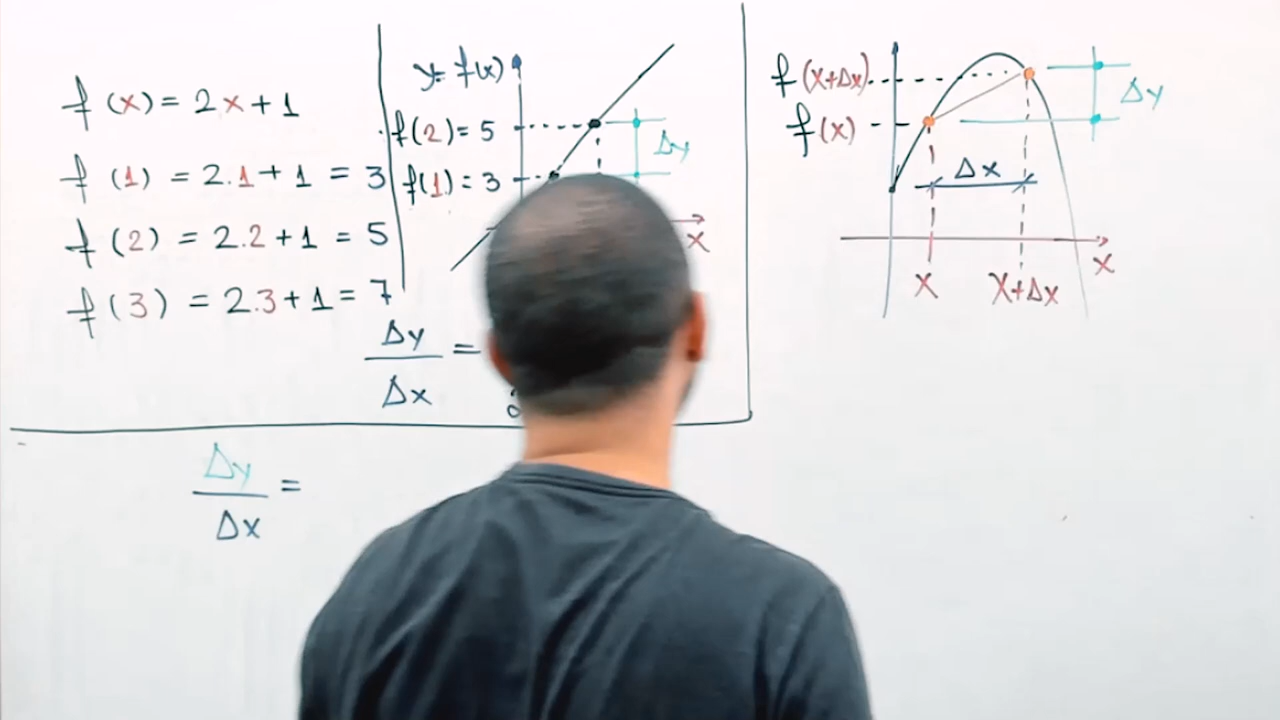 f(x) = 2x + 1
f(1) = 2.1 + 1 = 3
f(2) = 2.2 + 1 = 5
f(3) = 2.3 + 1 = 7
y = f(x)
f(2) = 5
f(1) = 3
Δy
x
Δy
Δx
=
f(x+Δx)
f(x)
Δy
Δx
x
x+Δx
x
Δy
Δx
=